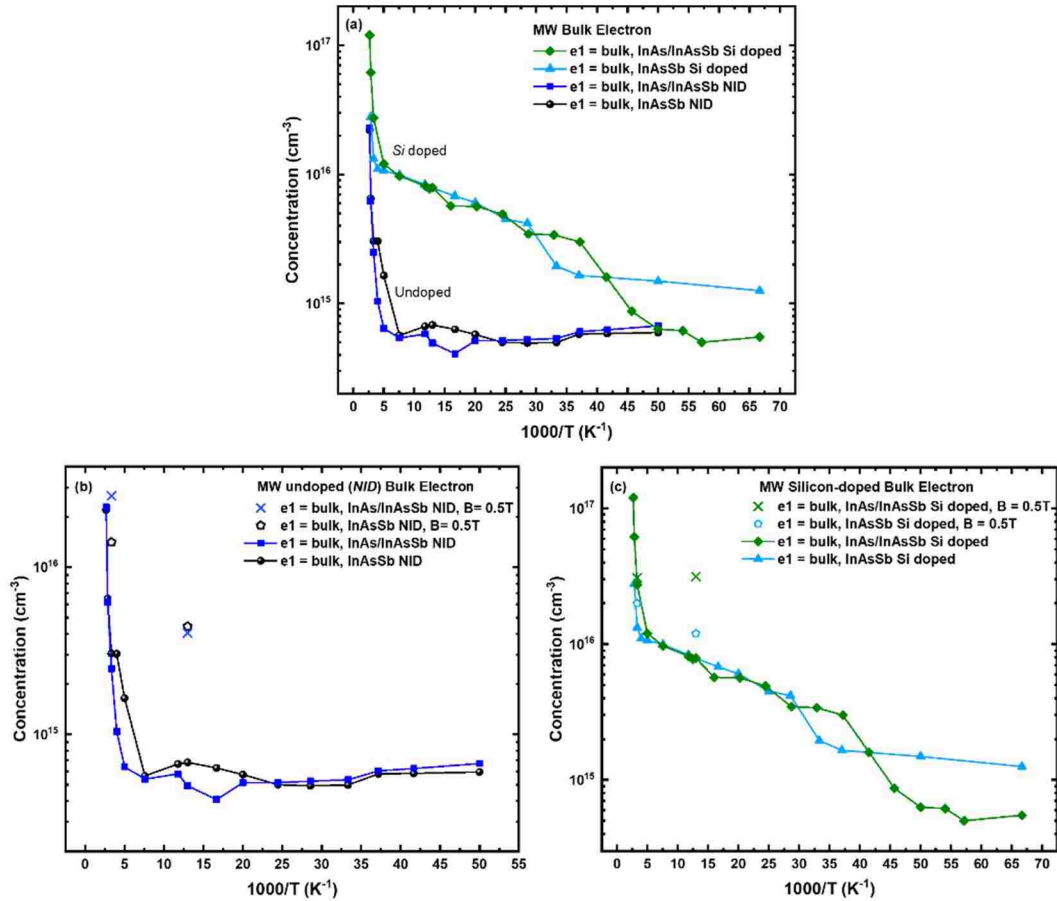 (a)
MW Bulk Electron
e1 = bulk, InAs/InAsSb Si doped
e1 = bulk, InAsSb Si doped
e1 = bulk, InAs/InAsSb NID
e1 = bulk, InAsSb NID
Si doped
Undoped
10¹⁷
10¹⁶
10¹⁵
Concentration (cm⁻³)
0 5 10 15 20 25 30 35 40 45 50 55 60 65 70
1000/T (K⁻¹)
(b)
MW undoped (NID) Bulk Electron
e1 = bulk, InAs/InAsSb NID, B= 0.5T
e1 = bulk, InAsSb NID, B= 0.5T
e1 = bulk, InAs/InAsSb NID
e1 = bulk, InAsSb NID
10¹⁶
10¹⁵
Concentration (cm⁻³)
0 5 10 15 20 25 30 35 40 45 50 55
1000/T (K⁻¹)
(c)
MW Silicon-doped Bulk Electron
e1 = bulk, InAs/InAsSb Si doped, B = 0.5T
e1 = bulk, InAsSb Si doped, B = 0.5T
e1 = bulk, InAs/InAsSb Si doped
e1 = bulk, InAsSb Si doped
10¹⁷
10¹⁶
10¹⁵
Concentration (cm⁻³)
0 5 10 15 20 25 30 35 40 45 50 55 60 65 70
1000/T (K⁻¹)